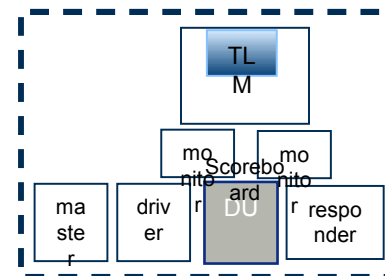 TL
M
mo
nito
r
Scorebo
ard
mo
nito
r
ma
ste
r
driv
er
DU
respo
nder